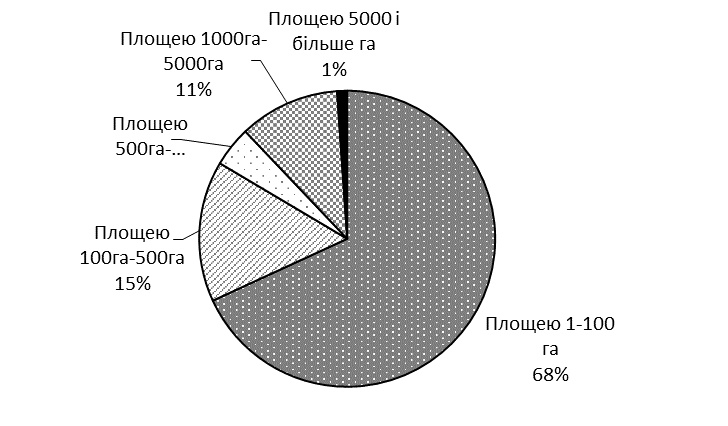 Площею 5000 і
більше га
1%
Площею 1000га-
5000га
11%
Площею
500га-...
Площею
100га-500га
15%
Площею 1-100
га
68%